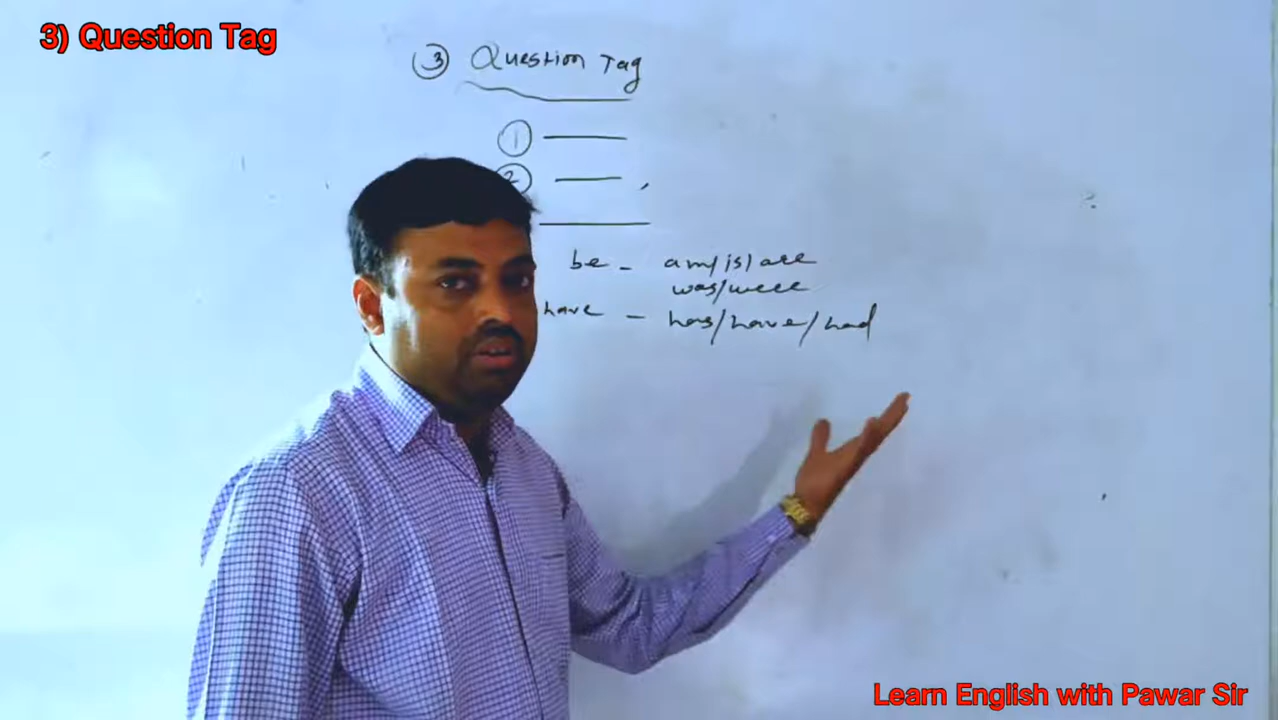 3) Question Tag
③ Question Tag
①
②
be - am/is/are
was/were
have - has/have/had
Learn English with Pawar Sir